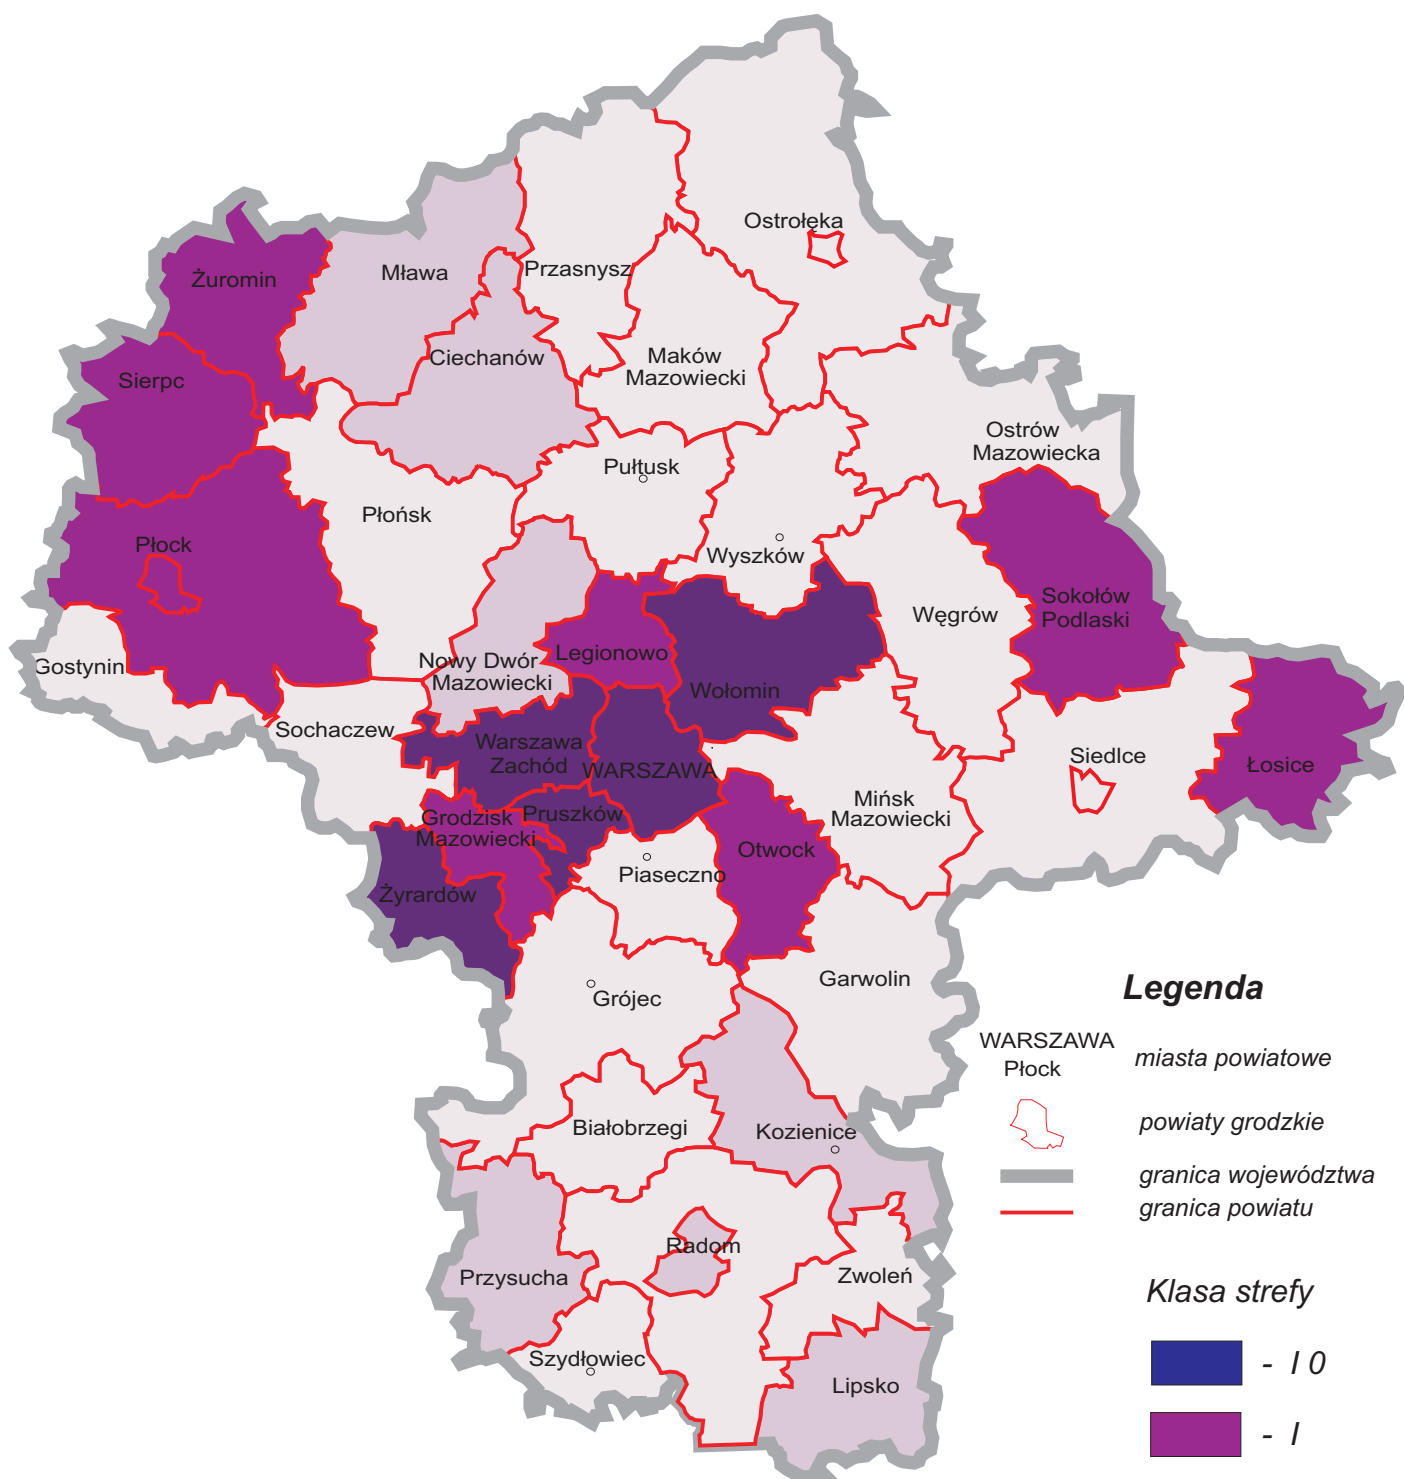 Ostrołęka
Mława
Przasnysz
Żuromin
Ciechanów
Maków
Mazowiecki
Sierpc
Ostrów
Mazowiecka
Pułtusk
Płońsk
Płock
Wyszków
Sokołów
Podlaski
Węgrów
Gostynin
Nowy Dwór
Mazowiecki
Legionowo
Wołomin
Sochaczew
Warszawa
Zachód
WARSZAWA
Siedlce
Łosice
Mińsk
Mazowiecki
Grodzisk
Mazowiecki
Pruszków
Otwock
Piaseczno
Żyrardów
Garwolin
Grójec
Białobrzegi
Kozienice
Radom
Przysucha
Zwoleń
Szydłowiec
Lipsko
Legenda
WARSZAWA
Płock
miasta powiatowe
powiaty grodzkie
granica województwa
granica powiatu
Klasa strefy
- I 0
- I